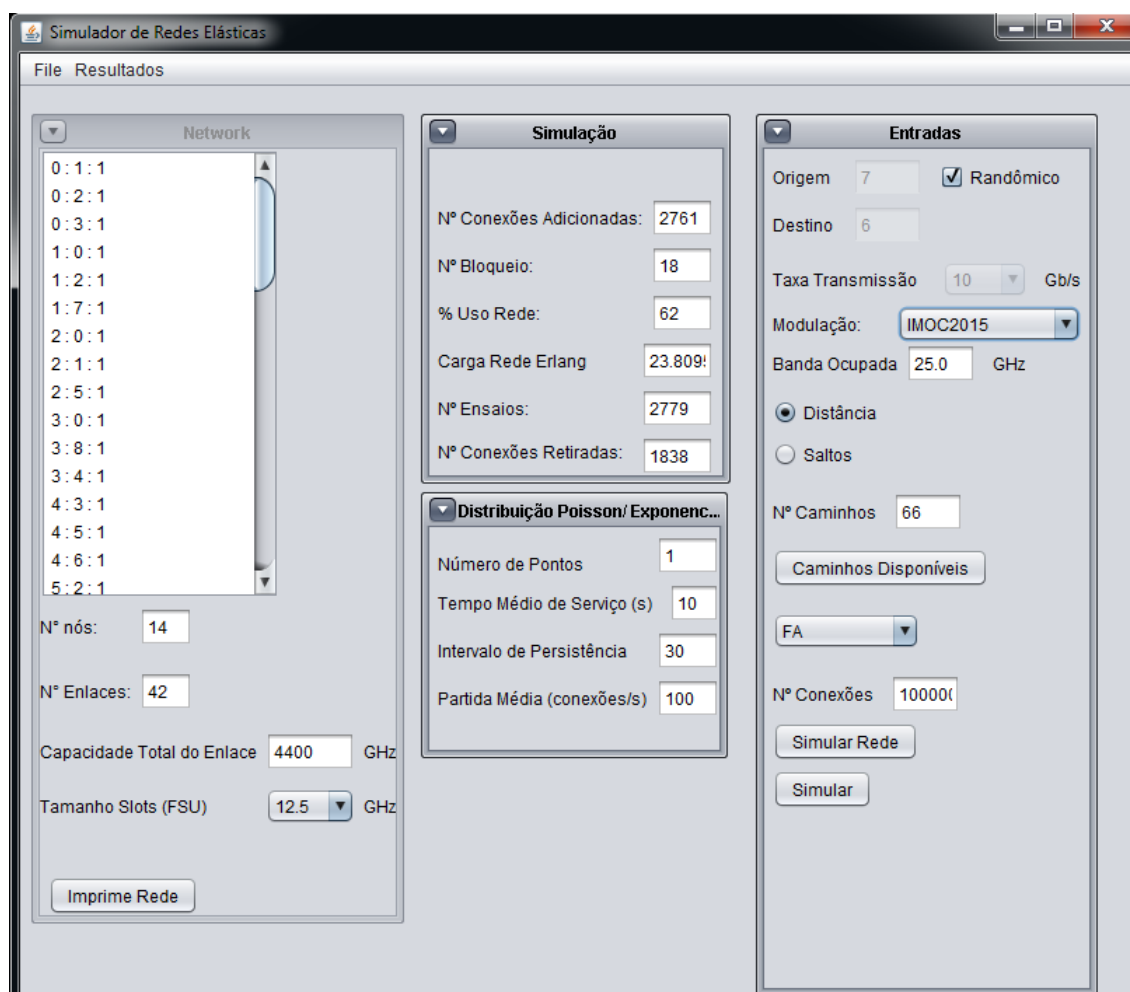 Simulador de Redes Elásticas
File Resultados
Network
0 : 1 : 1
0 : 2 : 1
0 : 3 : 1
1 : 0 : 1
1 : 2 : 1
1 : 7 : 1
2 : 0 : 1
2 : 1 : 1
2 : 5 : 1
3 : 0 : 1
3 : 8 : 1
3 : 4 : 1
4 : 3 : 1
4 : 5 : 1
4 : 6 : 1
5 : 2 : 1
N° nós: 14
N° Enlaces: 42
Capacidade Total do Enlace 4400 GHz
Tamanho Slots (FSU) 12.5 GHz
Imprime Rede
Simulação
Nº Conexões Adicionadas: 2761
Nº Bloqueio: 18
% Uso Rede: 62
Carga Rede Erlang 23.809
Nº Ensaios: 2779
Nº Conexões Retiradas: 1838
Distribuição Poisson/ Exponenc...
Número de Pontos 1
Tempo Médio de Serviço (s) 10
Intervalo de Persistência 30
Partida Média (conexões/s) 100
Entradas
Origem 7 Randômico
Destino 6
Taxa Transmissão 10 Gb/s
Modulação: IMOC2015
Banda Ocupada 25.0 GHz
Distância
Saltos
Nº Caminhos 66
Caminhos Disponíveis
FA
Nº Conexões 100000
Simular Rede
Simular